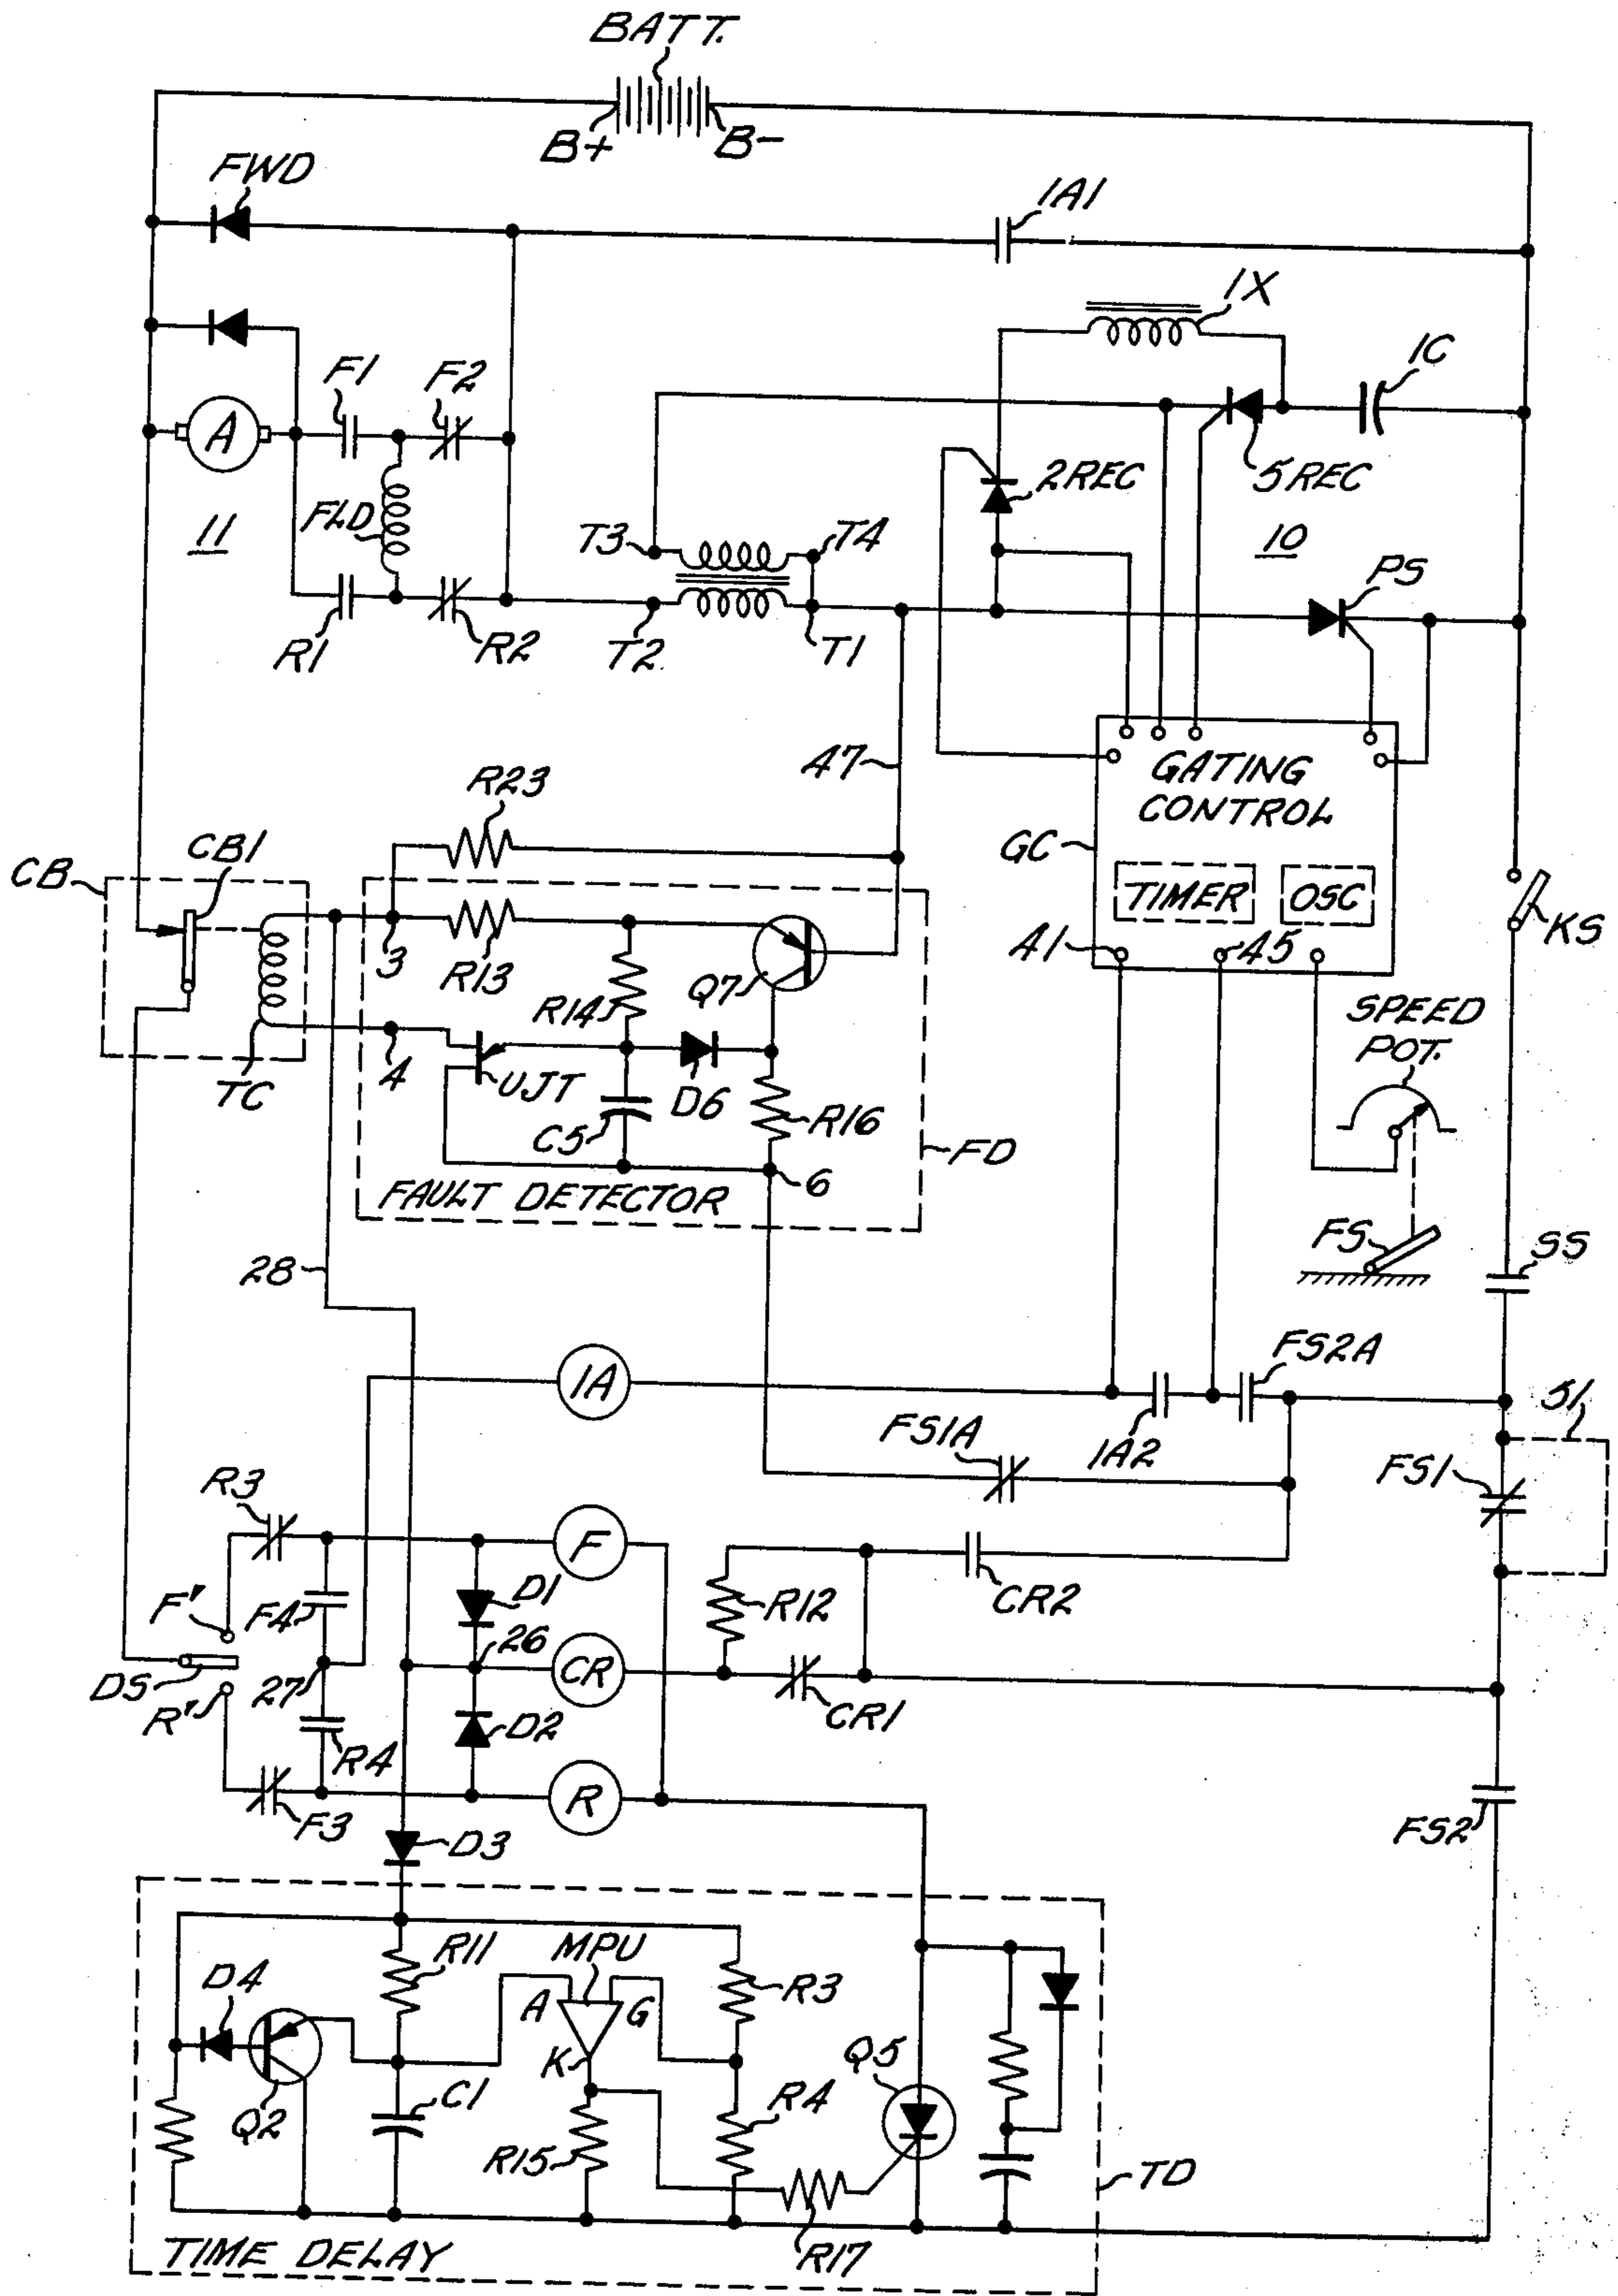 BATT.
B+
B-
FWD
1A1
1X
1C
F1
F2
A
2REC
5REC
FLD
11
T3
T4
10
PS
R1
R2
T2
T1
47
GATING
CONTROL
R23
GC
CB
CB1
TIMER
OSC
KS
3
R13
Q7
41
45
R14
SPEED
POT.
4
UJT
D6
TC
C5
R16
FD
6
FAULT DETECTOR
FS
SS
28
FS2A
1A
51
FS1A
1A2
FS1
R3
F
D1
R12
CR2
F'
F4
26
DS
27
CR
R'
CR1
D2
R4
R
F3
FS2
D3
R11
MPU
D4
A
G
R3
K
Q5
Q2
C1
R4
R15
TD
TIME DELAY
R17